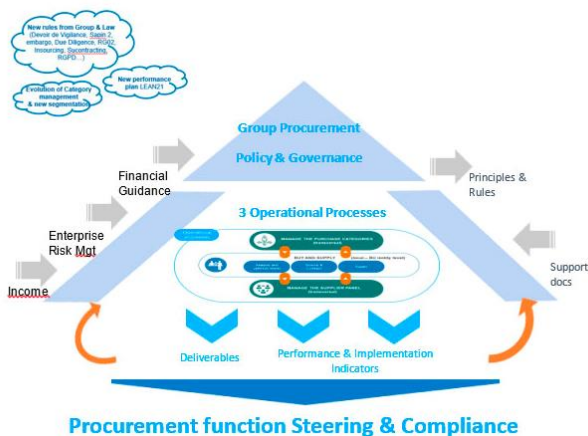 New rules from Group & Law
(Devoir de Vigilance, Sapin 2,
embargo, Due Diligence, RG02,
Insourcing, Sucontracting,
RGPD…)
New performance
plan LEAN21
Evolution of Category
management
& new segmentation
Group Procurement
Policy & Governance
Financial
Guidance
Principles &
Rules
Enterprise
Risk Mgt
3 Operational Processes
MANAGE THE PURCHASE CATEGORIES
BUY AND SUPPLY
MANAGE THE SUPPLIER PANEL
Support
docs
Income
Deliverables
Performance & Implementation
Indicators
Procurement function Steering & Compliance